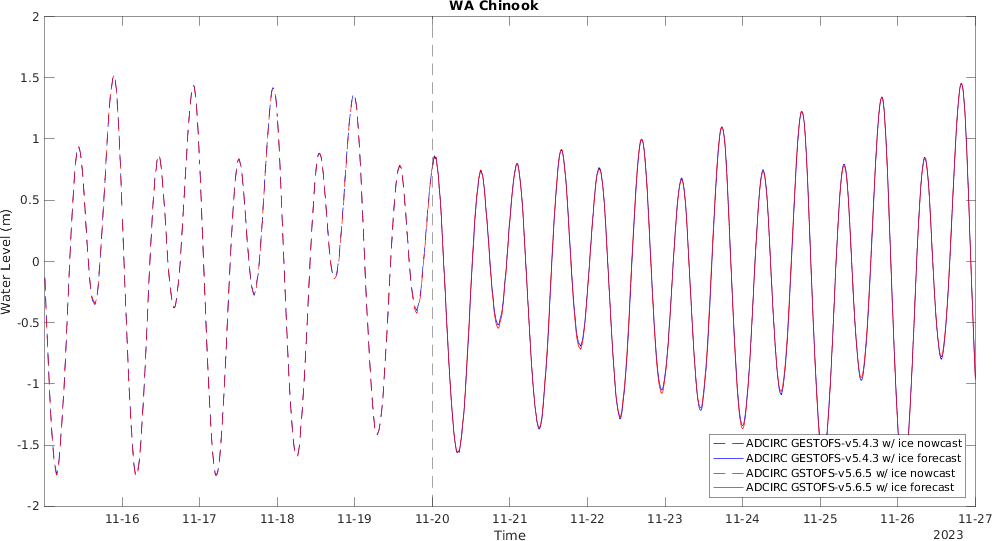 WA Chinook
2
1.5
1
0.5
0
-0.5
-1
-1.5
-2
Water Level (m)
ADCIRC GESTOFS-v5.4.3 w/ ice nowcast
ADCIRC GESTOFS-v5.4.3 w/ ice forecast
ADCIRC GSTOFS-v5.6.5 w/ ice nowcast
ADCIRC GSTOFS-v5.6.5 w/ ice forecast
11-16 11-17 11-18 11-19 11-20 11-21 11-22 11-23 11-24 11-25 11-26 11-27
Time
2023